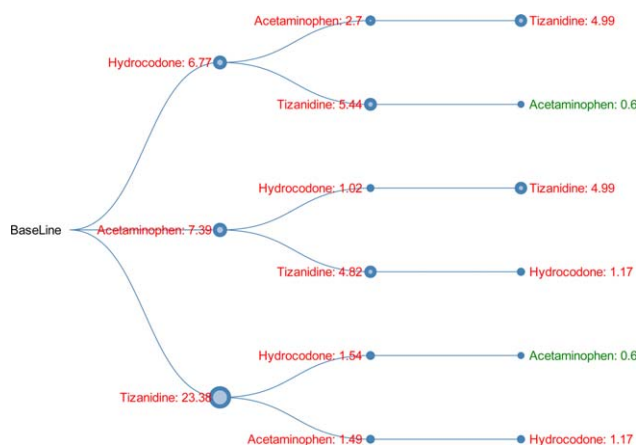 Acetaminophen: 2.7
Tizanidine: 4.99
Hydrocodone: 6.77
Tizanidine: 5.44
Acetaminophen: 0.6
Hydrocodone: 1.02
Tizanidine: 4.99
BaseLine
Acetaminophen: 7.39
Tizanidine: 4.82
Hydrocodone: 1.17
Hydrocodone: 1.54
Acetaminophen: 0.6
Tizanidine: 23.38
Acetaminophen: 1.49
Hydrocodone: 1.17